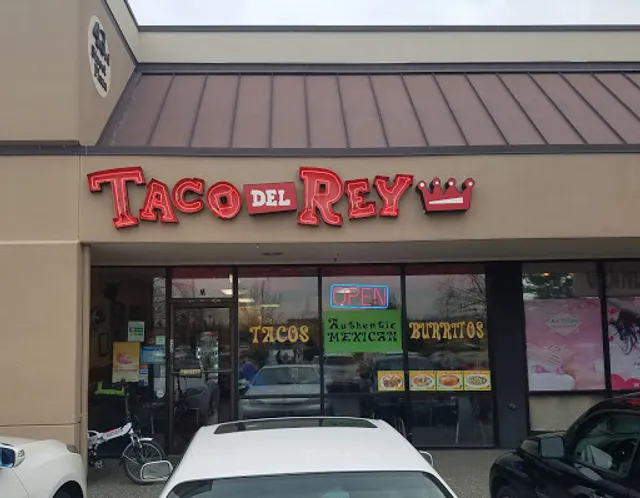 TACO DEL REY
OPEN
Authentic
MEXICAN
TACOS
BURRITOS